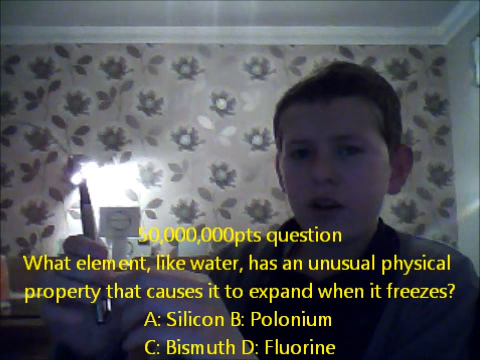 50,000,000pts question
What element, like water, has an unusual physical
property that causes it to expand when it freezes?
A: Silicon B: Polonium
C: Bismuth D: Fluorine